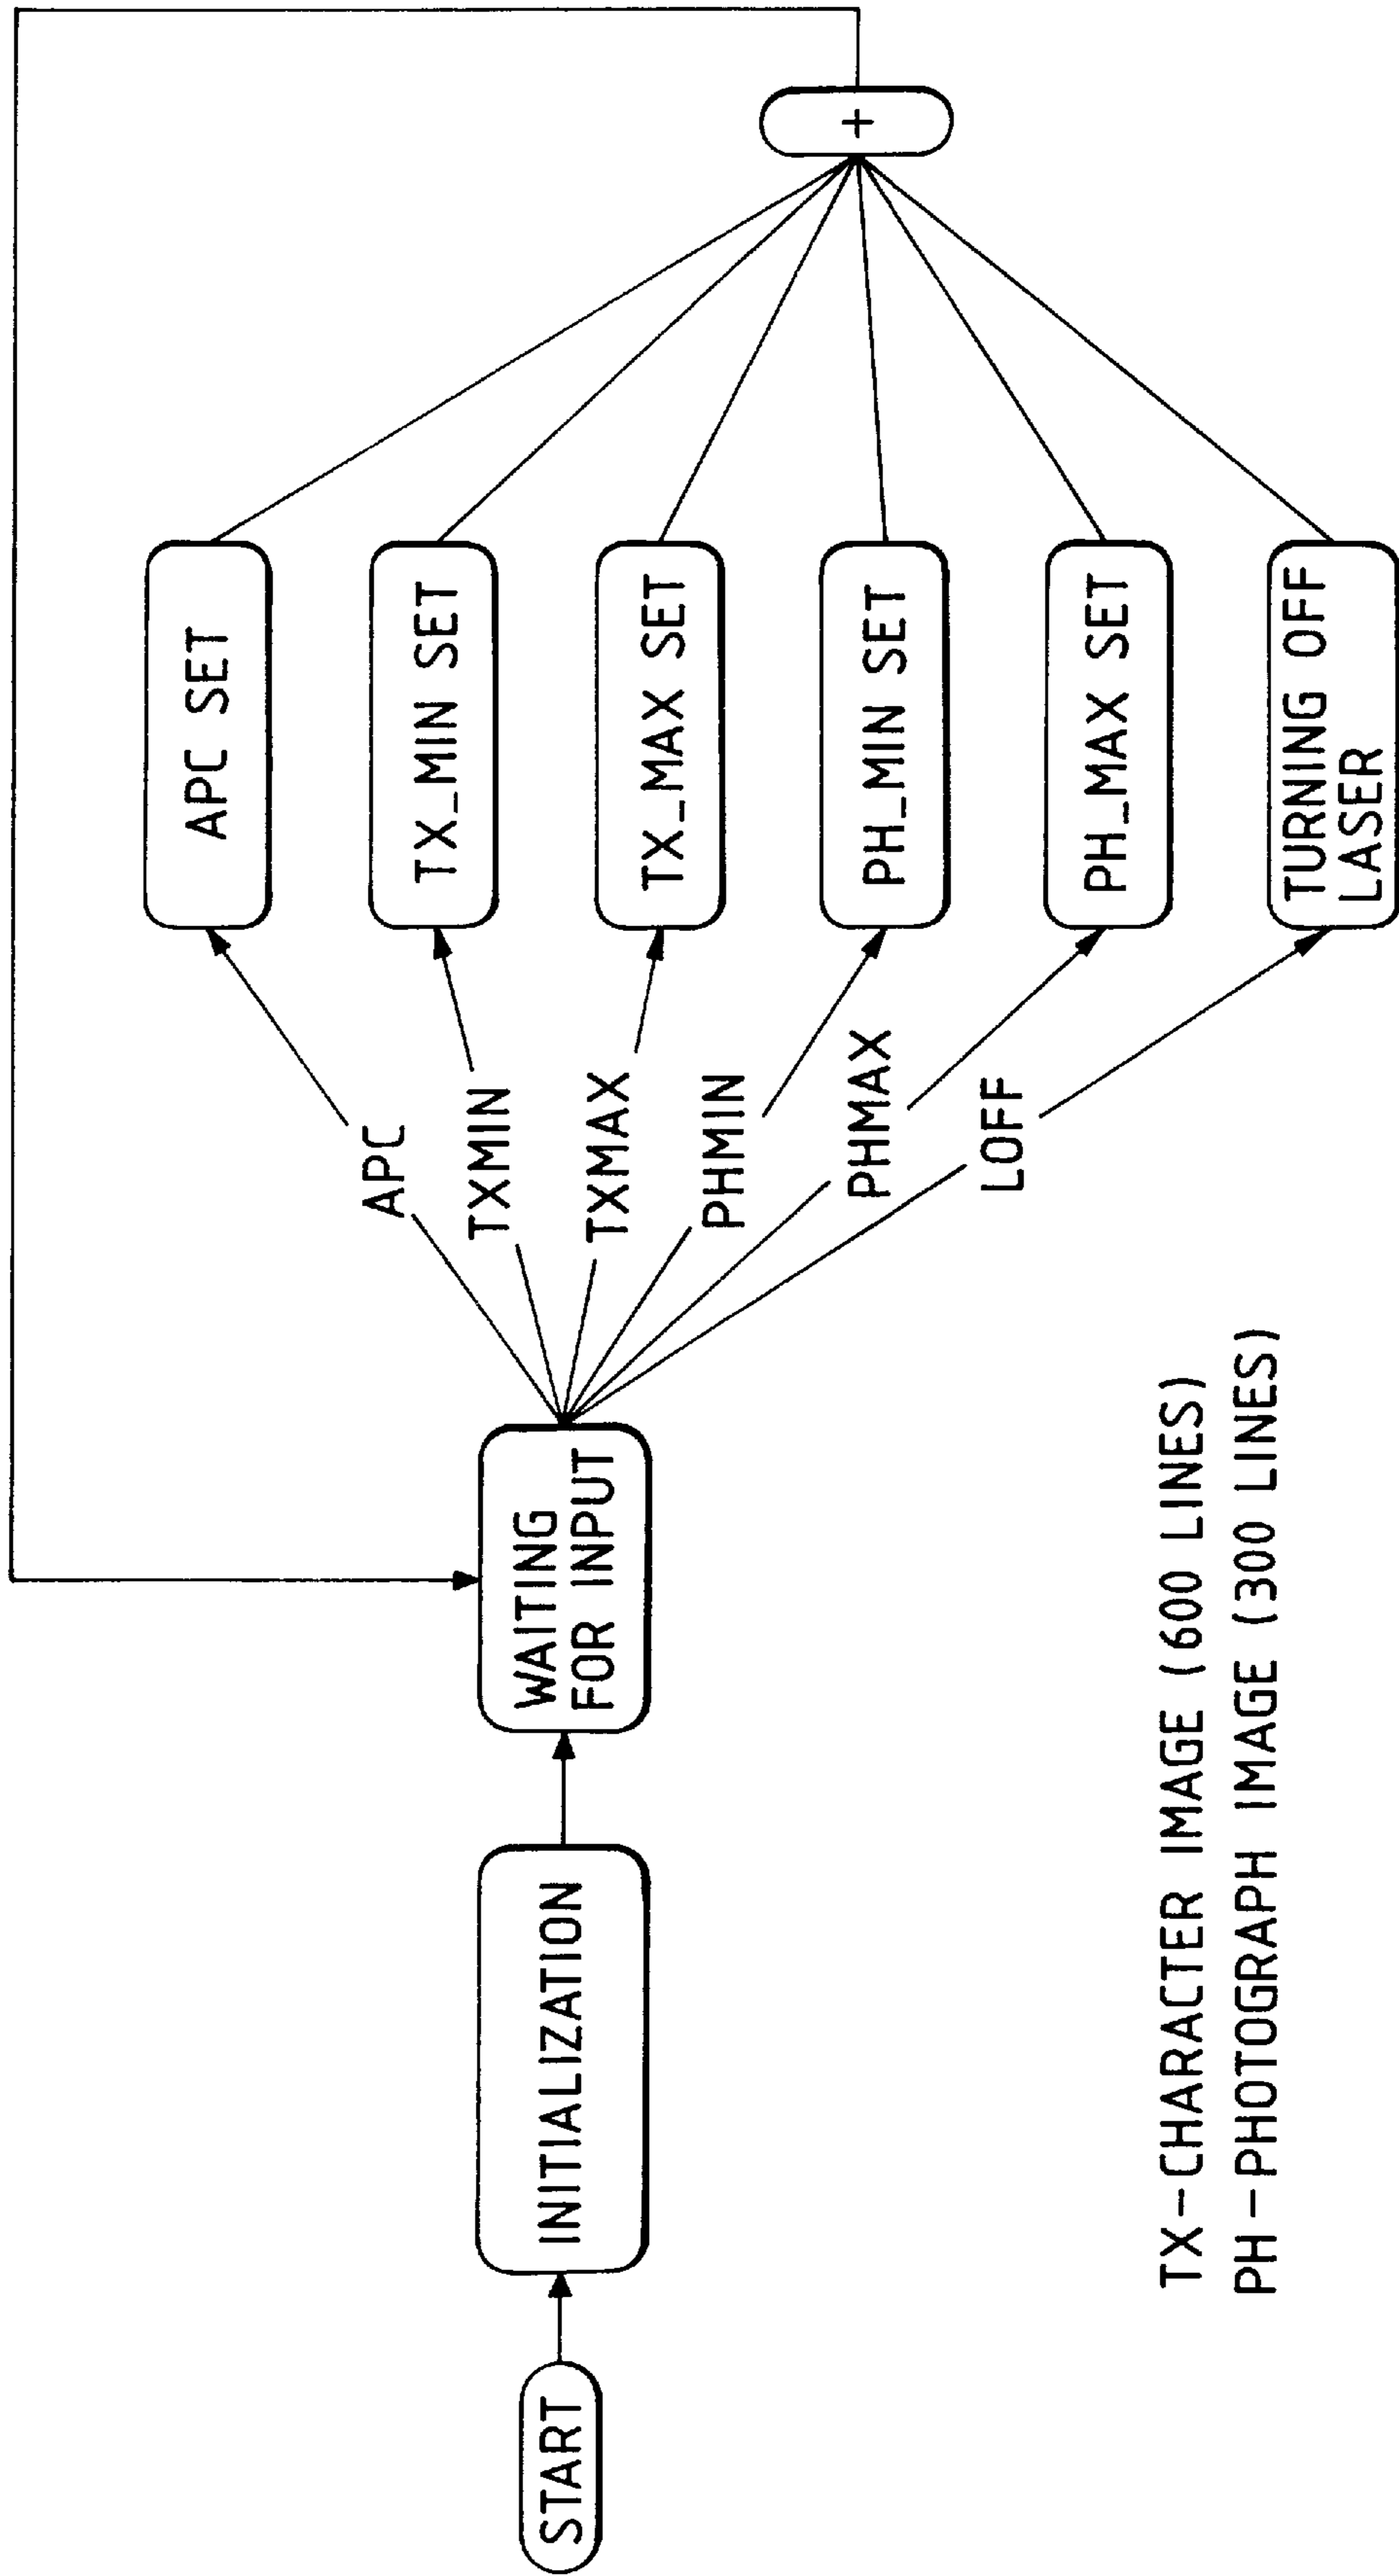 START
INITIALIZATION
WAITING
FOR INPUT
APC
TXMIN
TXMAX
PHMIN
PHMAX
LOFF
APC SET
TX_MIN SET
TX_MAX SET
PH_MIN SET
PH_MAX SET
TURNING OFF
LASER
+
TX-CHARACTER IMAGE (600 LINES)
PH-PHOTOGRAPH IMAGE (300 LINES)